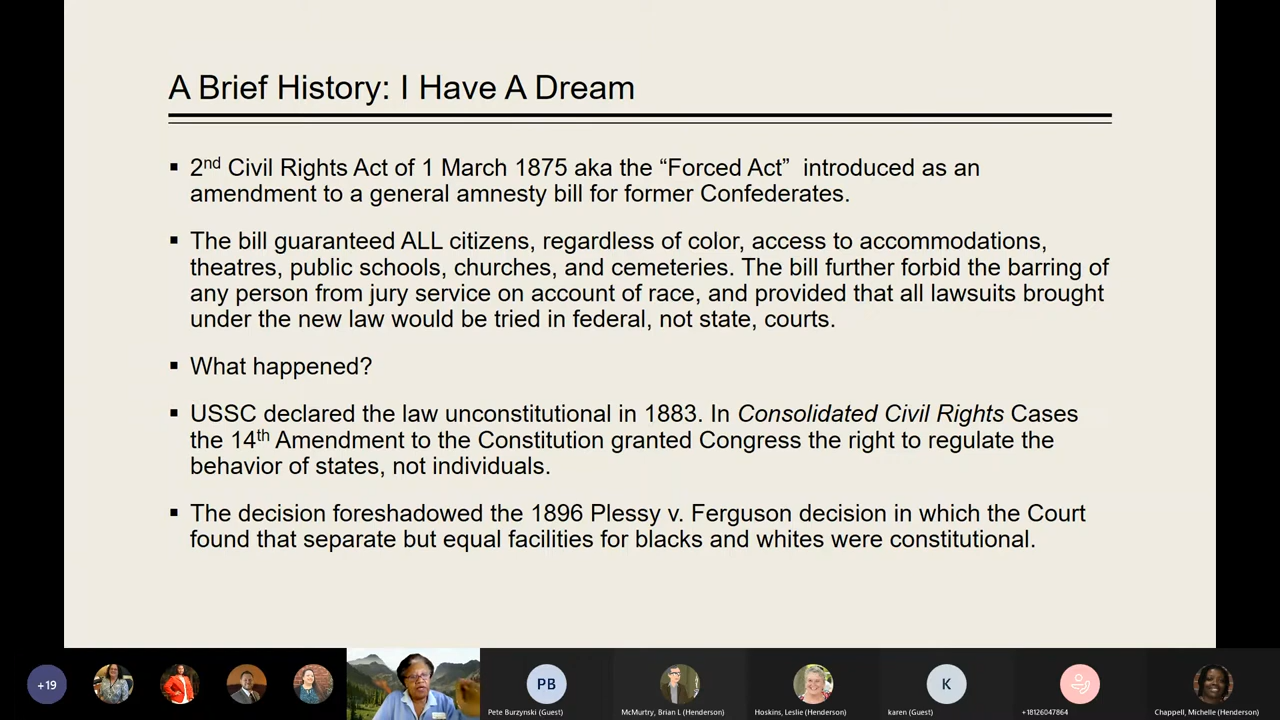 A Brief History: I Have A Dream
▪ 2nd Civil Rights Act of 1 March 1875 aka the “Forced Act”  introduced as an
amendment to a general amnesty bill for former Confederates.
▪ The bill guaranteed ALL citizens, regardless of color, access to accommodations,
theatres, public schools, churches, and cemeteries. The bill further forbid the barring of
any person from jury service on account of race, and provided that all lawsuits brought
under the new law would be tried in federal, not state, courts.
▪ What happened?
▪ USSC declared the law unconstitutional in 1883. In Consolidated Civil Rights Cases
the 14th Amendment to the Constitution granted Congress the right to regulate the
behavior of states, not individuals.
▪ The decision foreshadowed the 1896 Plessy v. Ferguson decision in which the Court
found that separate but equal facilities for blacks and whites were constitutional.
+19
PB
K
Pete Burzynski (Guest)
McMurtry, Brian L (Henderson)
Hoskins, Leslie (Henderson)
karen (Guest)
+18126047864
Chappell, Michelle (Henderson)